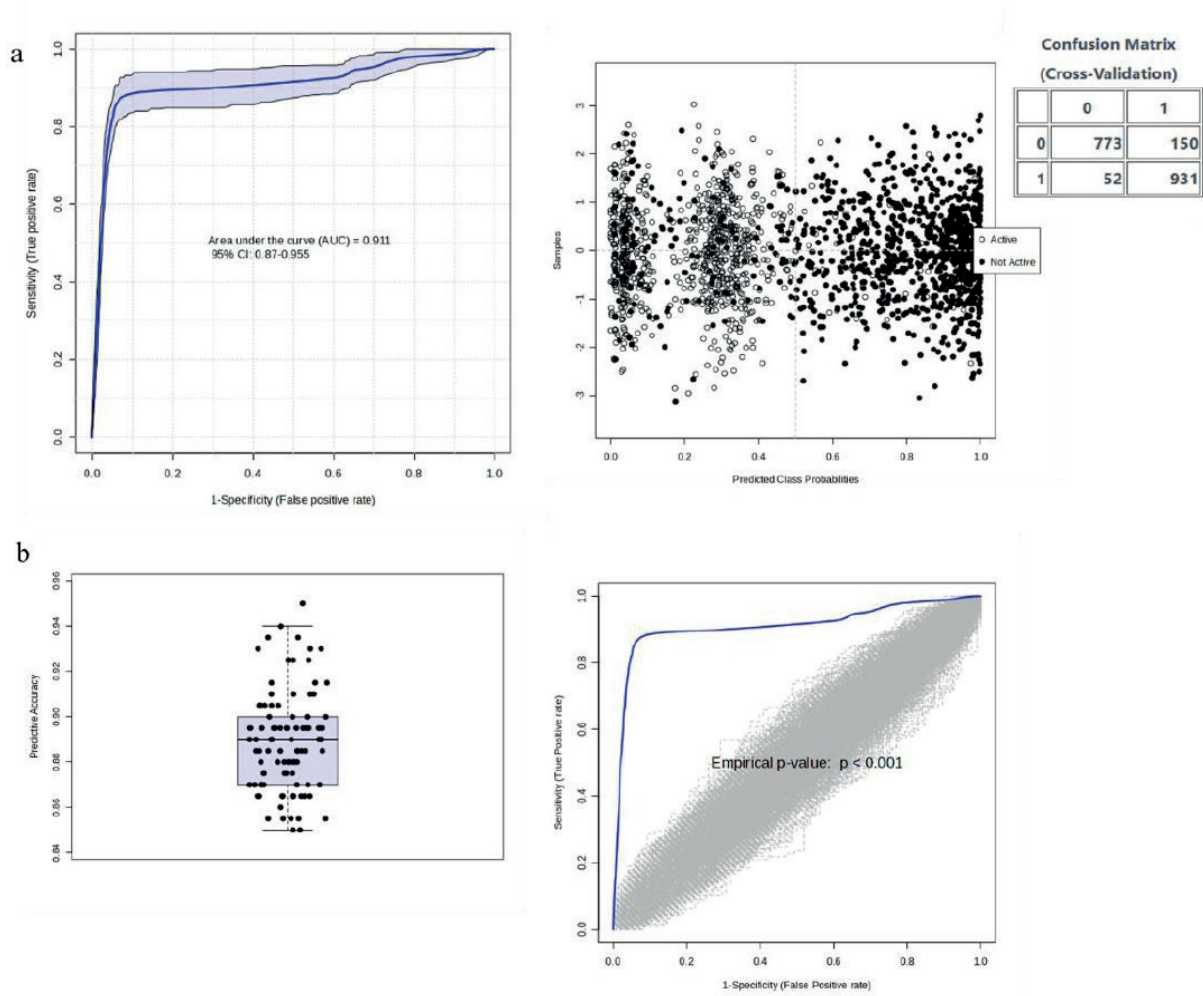 a
Sensitivity (True positive rate)
0.0
0.2
0.4
0.6
0.8
1.0
Area under the curve (AUC) = 0.911
95% CI: 0.87-0.955
0.0 0.2 0.4 0.6 0.8 1.0
1-Specificity (False positive rate)
Samples
3
2
1
0
-1
-2
-3
Active
Not Active
0.0 0.2 0.4 0.6 0.8 1.0
Predicted Class Probablities
Confusion Matrix
(Cross-Validation)
0 1
0 773 150
1 52 931
b
Predictive Accuracy
0.96
0.94
0.92
0.90
0.88
0.86
0.84
Sensitivity (True Positive rate)
1.0
0.8
0.6
0.4
0.2
0.0
Empirical p-value: p < 0.001
0.0 0.2 0.4 0.6 0.8 1.0
1-Specificity (False Positive rate)